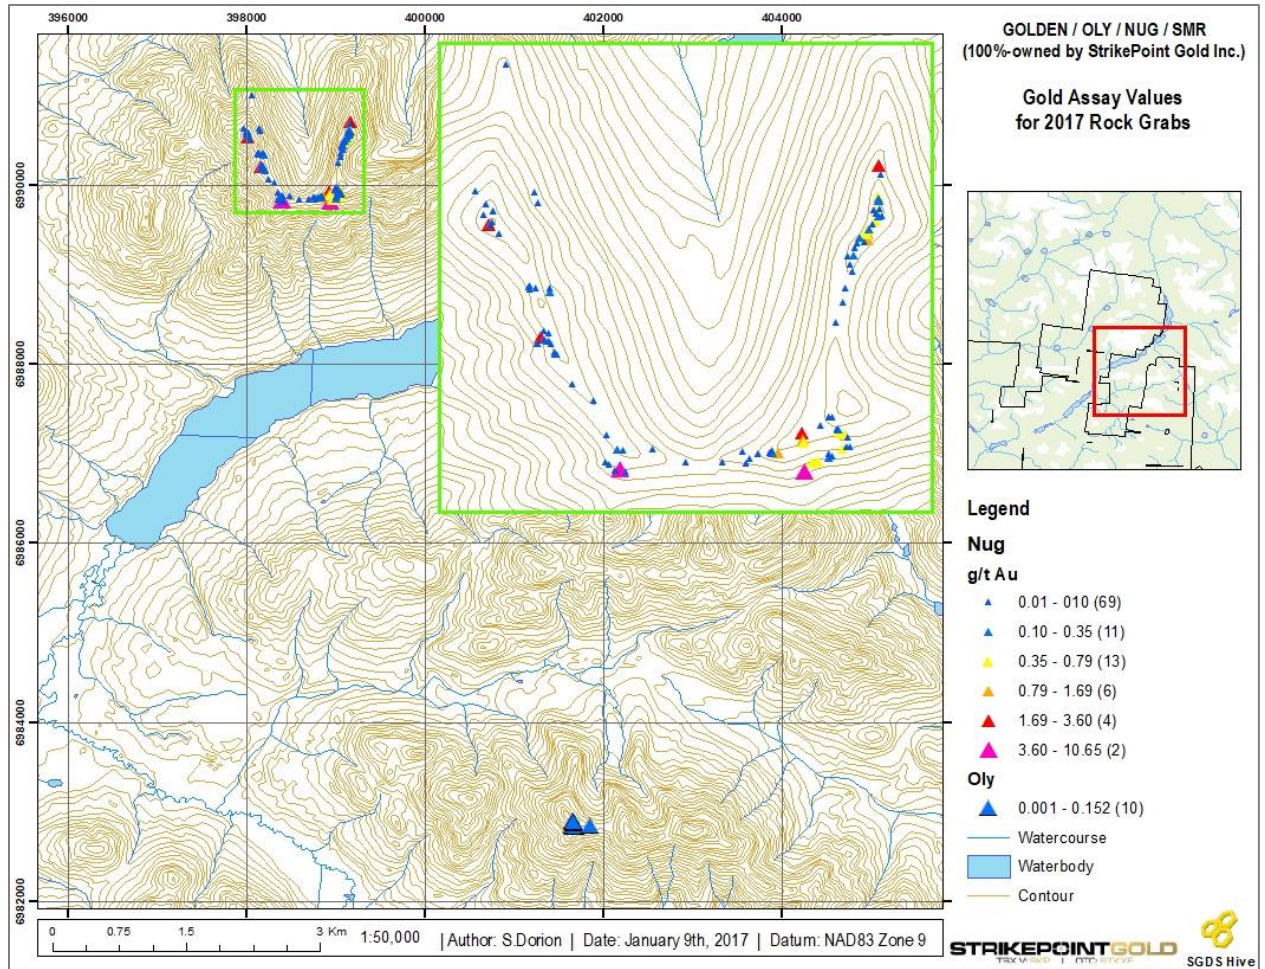 396000 398000 400000 402000 404000
6990000
6988000
6986000
6984000
6982000
GOLDEN / OLY / NUG / SMR
(100%-owned by StrikePoint Gold Inc.)
Gold Assay Values
for 2017 Rock Grabs
Legend
Nug
g/t Au
0.01 - 010 (69)
0.10 - 0.35 (11)
0.35 - 0.79 (13)
0.79 - 1.69 (6)
1.69 - 3.60 (4)
3.60 - 10.65 (2)
Oly
0.001 - 0.152 (10)
Watercourse
Waterbody
Contour
0 0.75 1.5 3 Km 1:50,000 | Author: S.Dorion | Date: January 9th, 2017 | Datum: NAD83 Zone 9
STRIKEPOINTGOLD
SGDS Hive